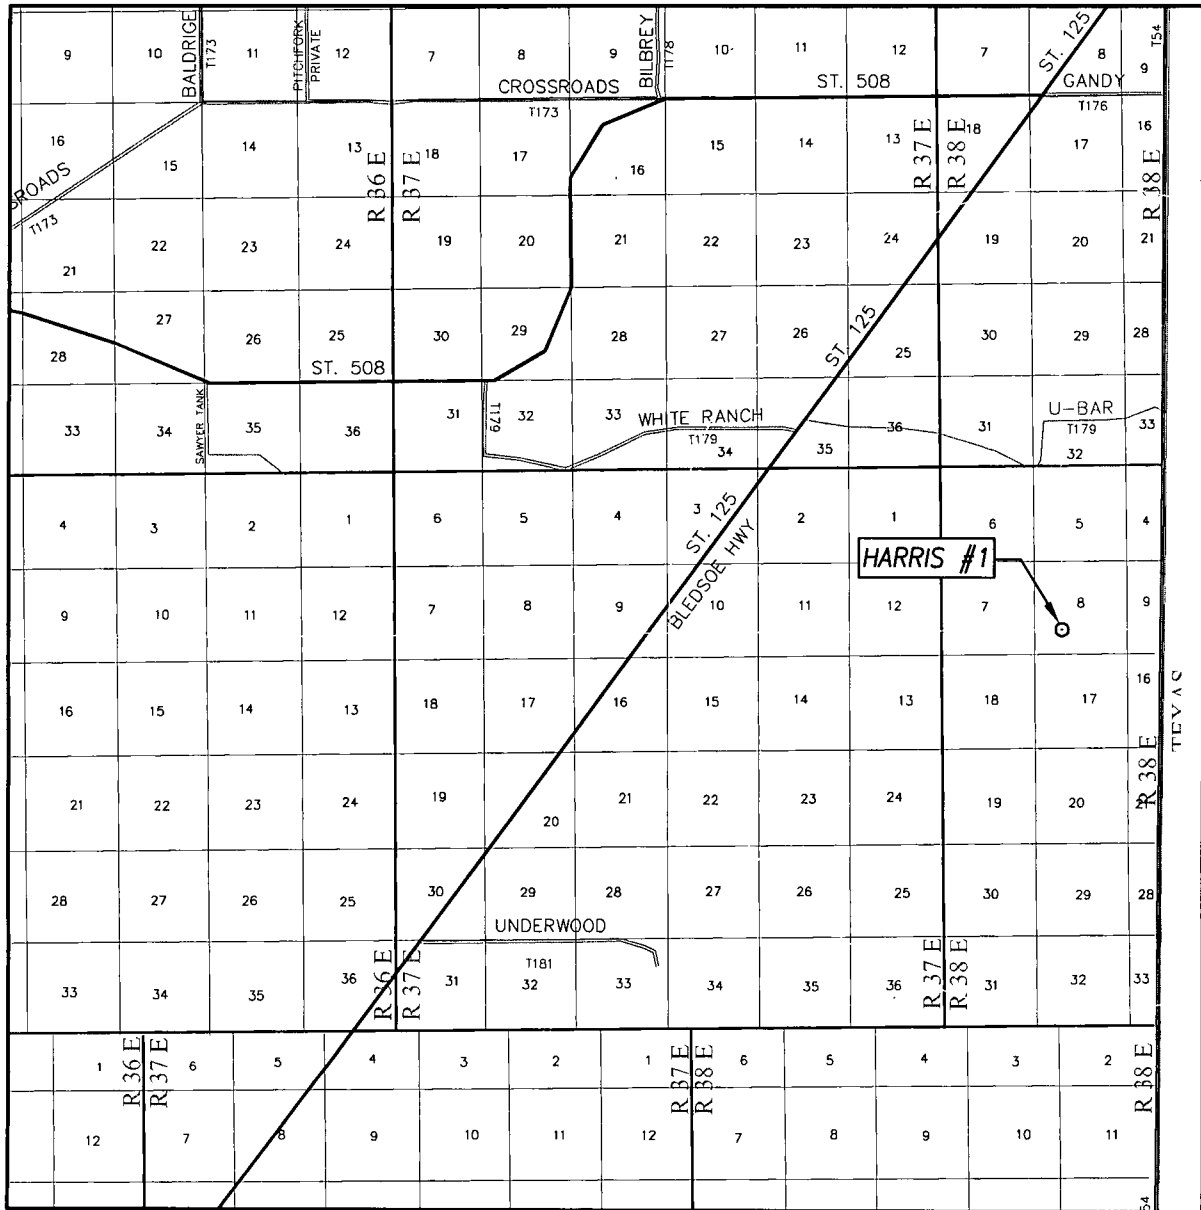 9 10 BALDRIGE T173 11 PITCHFORK PRIVATE 12 7 8 9 BILBREY T178 10 11 12 7 ST. 125 8 9 T54
CROSSROADS ST. 508 GANDY
T173 T176
16 15 14 13 18 17 16 15 14 13 18 17 16
R 36 E R 37 E R 37 E R 38 E R 38 E
T173
21 22 23 24 19 20 21 22 23 24 19 20 21
28 27 26 25 30 29 28 27 26 ST. 125 25 30 29 28
ST. 508
33 SAWYER TANK 34 35 36 31 T179 32 33 WHITE RANCH T179 34 35 36 31 U-BAR T179 32 33
4 3 2 1 6 5 4 3 ST. 125 2 1 6 5 4
BLEDSOE HWY
HARRIS #1
9 10 11 12 7 8 9 10 11 12 7 8 9
16 15 14 13 18 17 16 15 14 13 18 17 16
TEXAS
R 38 E
21 22 23 24 19 20 21 22 23 24 19 20 21
28 27 26 25 30 29 28 27 26 25 30 29 28
UNDERWOOD
T181
33 34 35 36 R 36 E R 37 E 31 32 33 34 35 36 R 37 E R 38 E 31 32 33
1 R 36 E R 37 E 6 5 4 3 2 1 R 37 E R 38 E 6 5 4 3 2 R 38 E
12 7 8 9 10 11 12 7 8 9 10 11